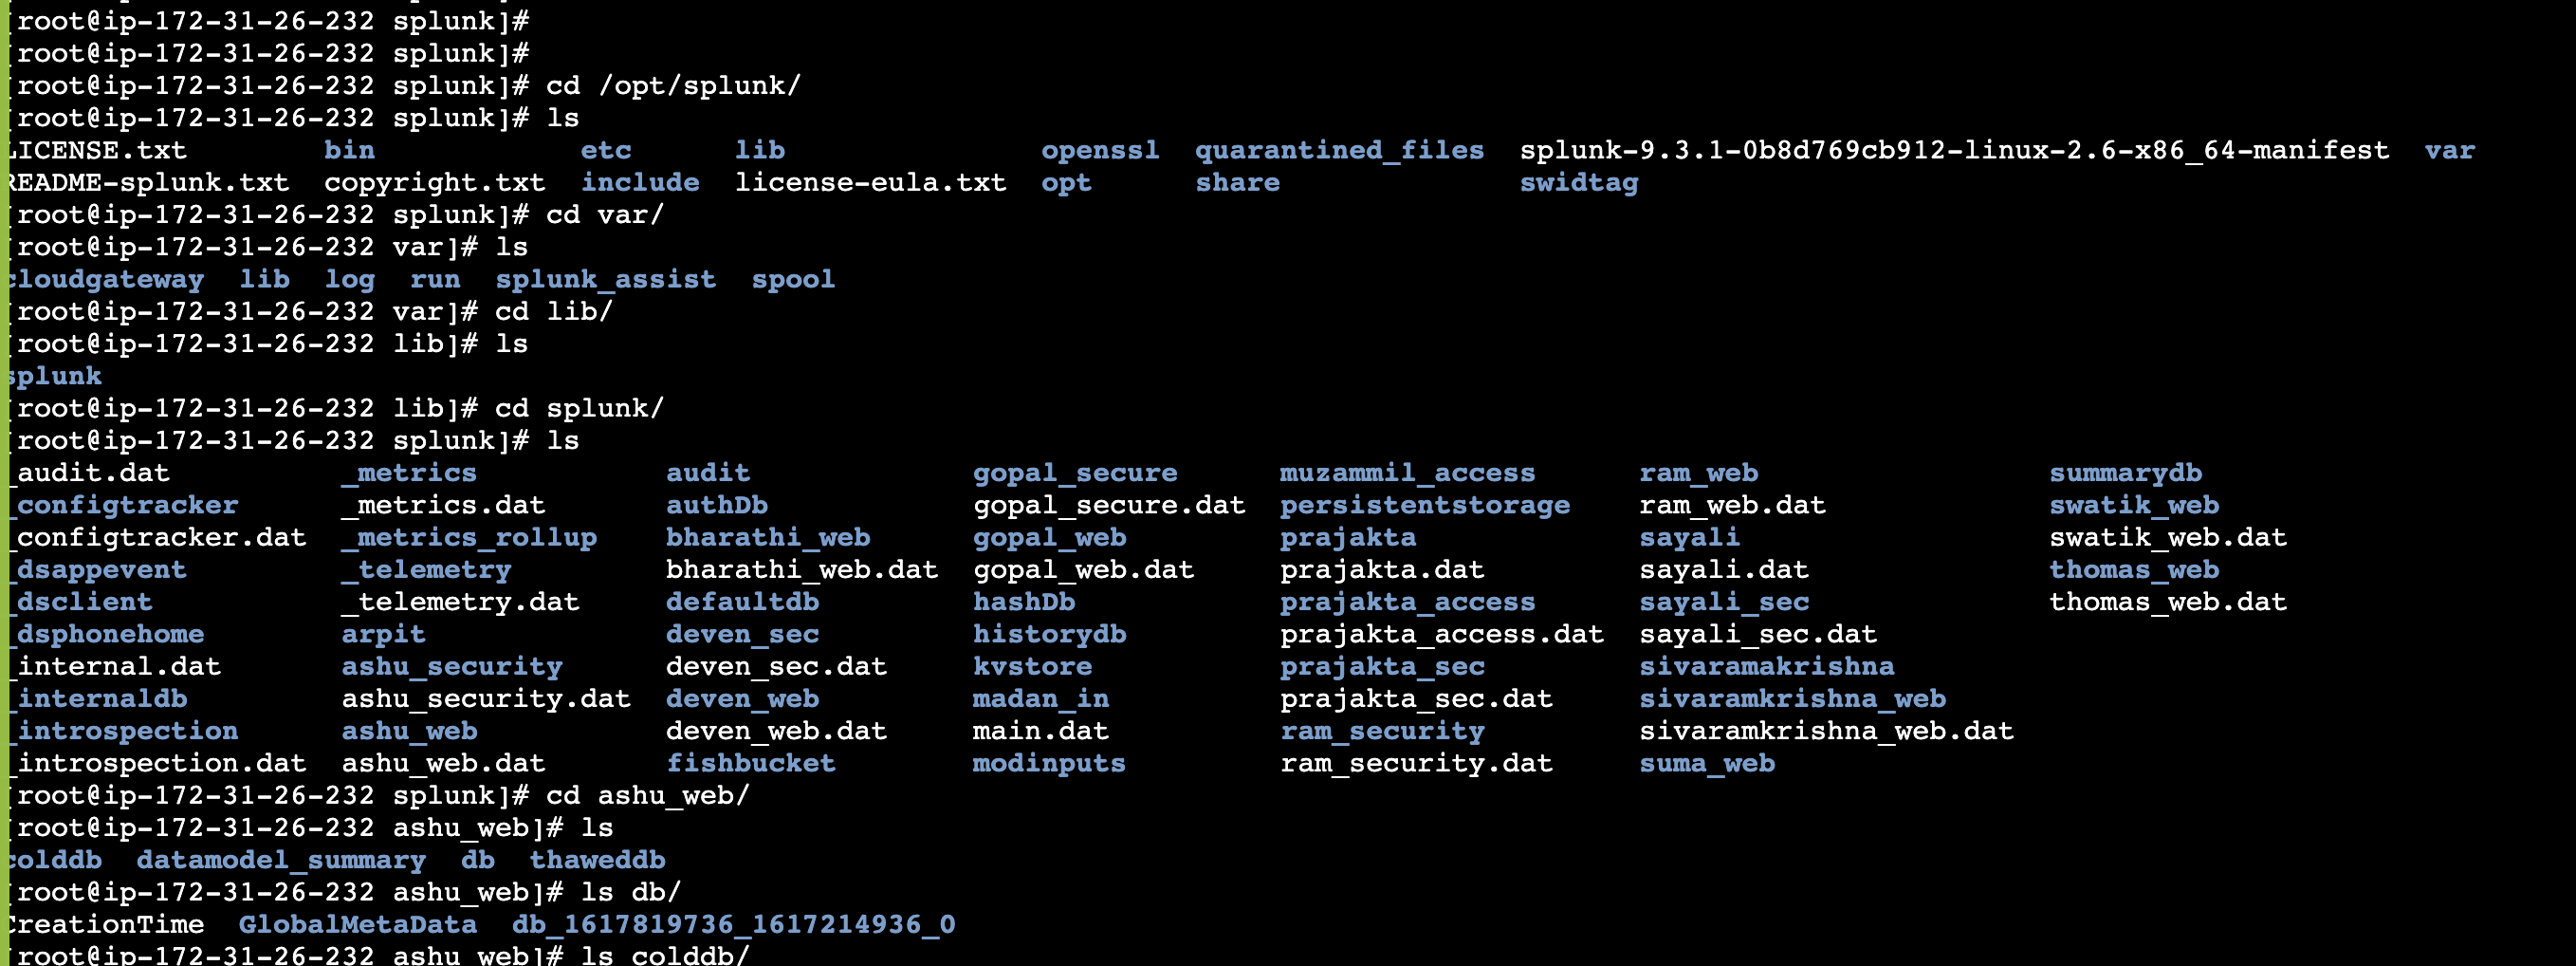 [root@ip-172-31-26-232 splunk]#
[root@ip-172-31-26-232 splunk]#
[root@ip-172-31-26-232 splunk]# cd /opt/splunk/
[root@ip-172-31-26-232 splunk]# ls
LICENSE.txt        bin            etc      lib               openssl  quarantined_files  splunk-9.3.1-0b8d769cb912-linux-2.6-x86_64-manifest  var
README-splunk.txt  copyright.txt  include  license-eula.txt  opt      share              swidtag
[root@ip-172-31-26-232 splunk]# cd var/
[root@ip-172-31-26-232 var]# ls
cloudgateway  lib  log  run  splunk_assist  spool
[root@ip-172-31-26-232 var]# cd lib/
[root@ip-172-31-26-232 lib]# ls
splunk
[root@ip-172-31-26-232 lib]# cd splunk/
[root@ip-172-31-26-232 splunk]# ls
_audit.dat          _metrics           audit             gopal_secure      muzammil_access      ram_web                 summarydb
_configtracker      _metrics.dat       authDb            gopal_secure.dat  persistentstorage    ram_web.dat             swatik_web
_configtracker.dat  _metrics_rollup    bharathi_web      gopal_web         prajakta             sayali                  swatik_web.dat
_dsappevent         _telemetry         bharathi_web.dat  gopal_web.dat     prajakta.dat         sayali.dat              thomas_web
_dsclient           _telemetry.dat     defaultdb         hashDb            prajakta_access      sayali_sec              thomas_web.dat
_dsphonehome        arpit              deven_sec         historydb         prajakta_access.dat  sayali_sec.dat
_internal.dat       ashu_security      deven_sec.dat     kvstore           prajakta_sec         sivaramakrishna
_internaldb         ashu_security.dat  deven_web         madan_in          prajakta_sec.dat     sivaramkrishna_web
_introspection      ashu_web           deven_web.dat     main.dat          ram_security         sivaramkrishna_web.dat
_introspection.dat  ashu_web.dat       fishbucket        modinputs         ram_security.dat     suma_web
[root@ip-172-31-26-232 splunk]# cd ashu_web/
[root@ip-172-31-26-232 ashu_web]# ls
colddb  datamodel_summary  db  thaweddb
[root@ip-172-31-26-232 ashu_web]# ls db/
CreationTime  GlobalMetaData  db_1617819736_1617214936_0
[root@ip-172-31-26-232 ashu_web]# ls colddb/